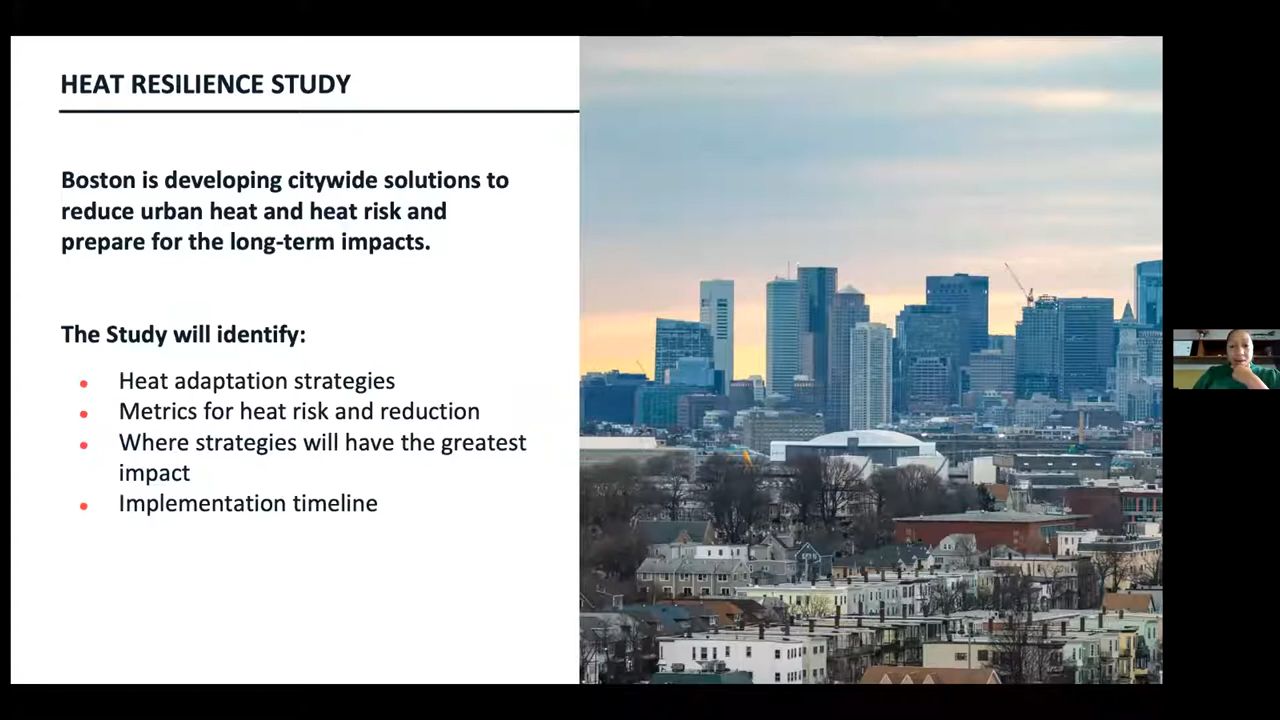 HEAT RESILIENCE STUDY
Boston is developing citywide solutions to
reduce urban heat and heat risk and
prepare for the long-term impacts.
The Study will identify:
• Heat adaptation strategies
• Metrics for heat risk and reduction
• Where strategies will have the greatest
impact
• Implementation timeline